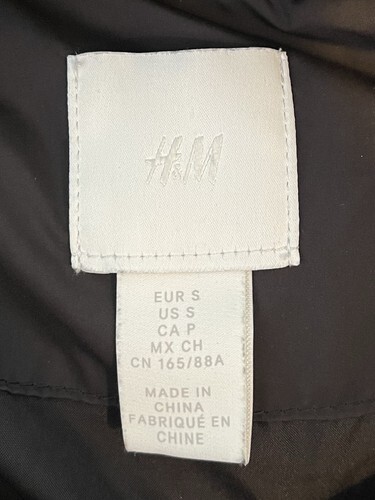 H&M
EUR S
US S
CA P
MX CH
CN 165/88A
MADE IN
CHINA
FABRIQUÉ EN
CHINE